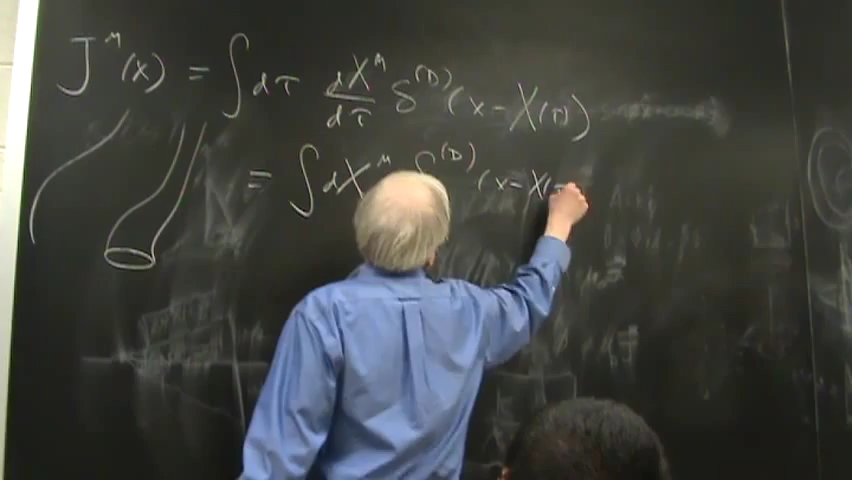 J^μ(x) = ∫dτ dX^μ/dτ δ^(D)(x − X(τ))
= ∫dX^μ δ^(D)(x − X(τ